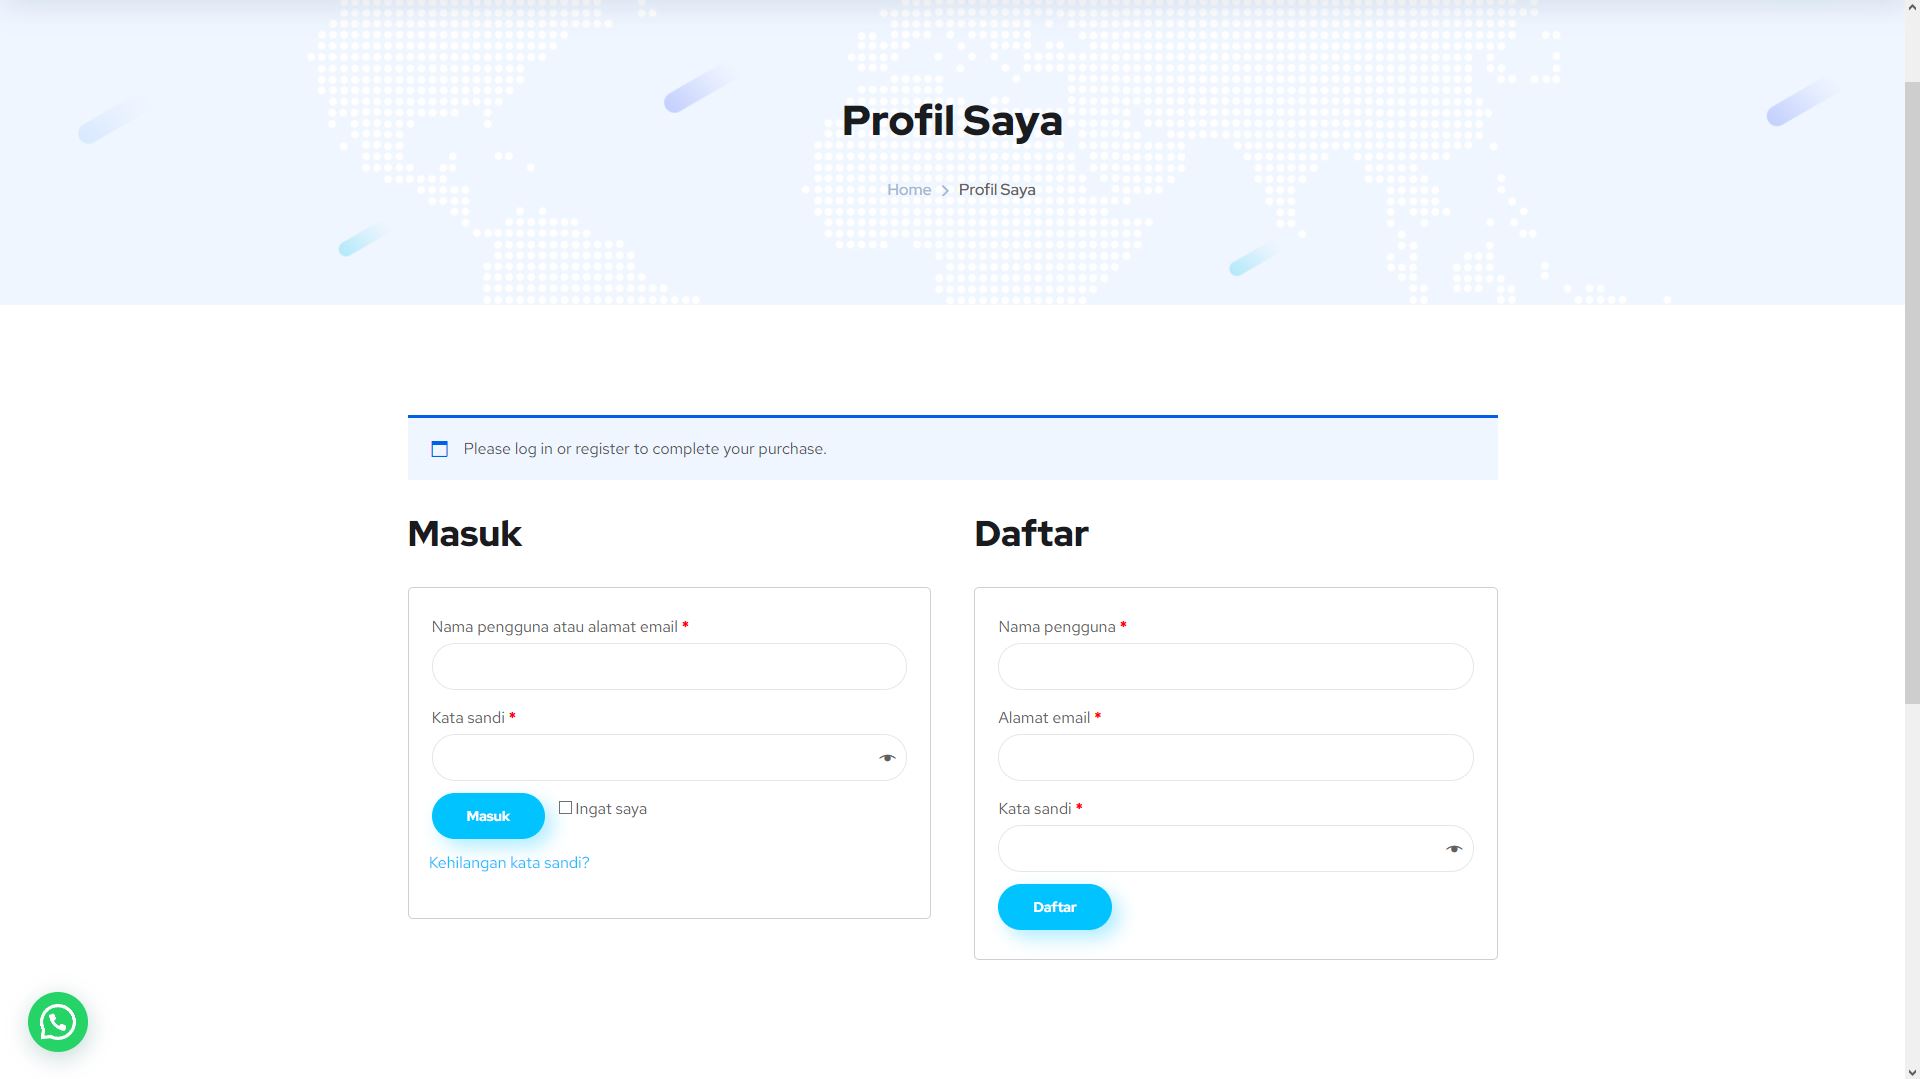 Profil Saya
Home Profil Saya
Please log in or register to complete your purchase.
Masuk
Nama pengguna atau alamat email *
Kata sandi *
Masuk Ingat saya
Kehilangan kata sandi?
Daftar
Nama pengguna *
Alamat email *
Kata sandi *
Daftar